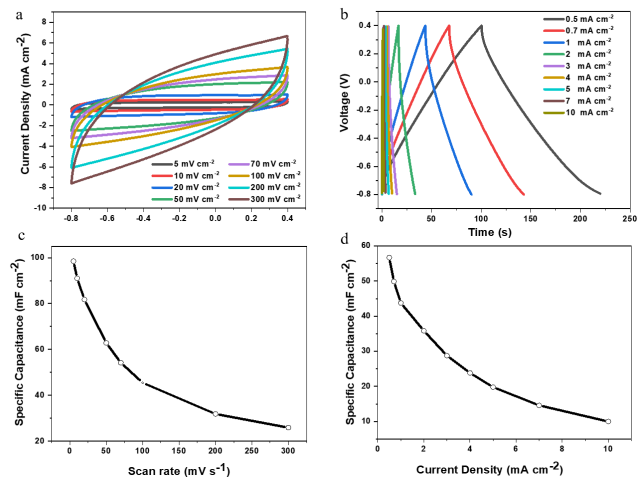 a
Current Density (mA cm-2)
8
6
4
2
0
-2
-4
-6
-8
-0.8 -0.6 -0.4 -0.2 0.0 0.2 0.4
5 mV cm-2 70 mV cm-2
10 mV cm-2 100 mV cm-2
20 mV cm-2 200 mV cm-2
50 mV cm-2 300 mV cm-2
b
Voltage (V)
0.4
0.2
0.0
-0.2
-0.4
-0.6
-0.8
0 50 100 150 200 250
Time (s)
0.5 mA cm-2
0.7 mA cm-2
1 mA cm-2
2 mA cm-2
3 mA cm-2
4 mA cm-2
5 mA cm-2
7 mA cm-2
10 mA cm-2
c
Specific Capacitance (mF cm-2)
100
80
60
40
20
0 50 100 150 200 250 300
Scan rate (mV s-1)
d
Specific Capacitance (mF cm-2)
60
50
40
30
20
10
0 2 4 6 8 10
Current Density (mA cm-2)